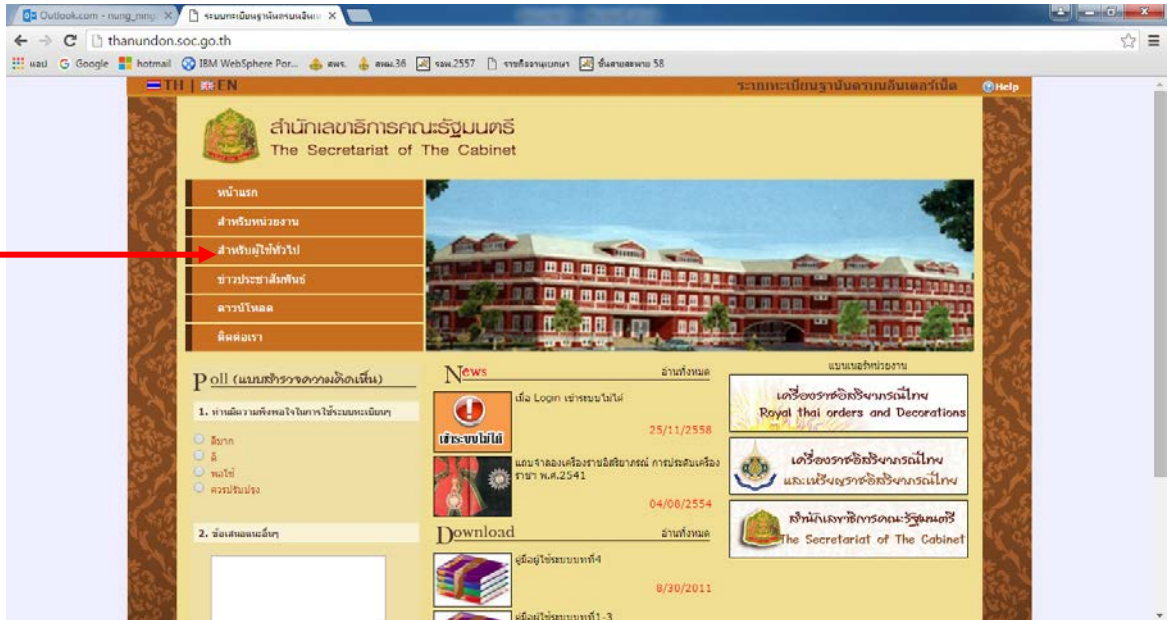 Outlook.com - nung_ning
ระบบทะเบียนฐานันดรบนอินเ
thanundon.soc.go.th
แอป
Google
hotmail
IBM WebSphere Por...
สพร.
สพฌ.36
รอพ.2557
ราชกิจจานุเบกษา
ชั้นสายสะพาย 58
TH | EN
ระบบทะเบียนฐานันดรบนอินเตอร์เน็ต
Help
สำนักเลขาธิการคณะรัฐมนตรี
The Secretariat of The Cabinet
หน้าแรก
สำหรับหน่วยงาน
สำหรับผู้ใช้ทั่วไป
ข่าวประชาสัมพันธ์
ดาวน์โหลด
ติดต่อเรา
Poll (แบบสำรวจความคิดเห็น)
1. ท่านมีความพึงพอใจในการใช้ระบบทะเบียนฯ
ดีมาก
ดี
พอใช้
ควรปรับปรุง
2. ข้อเสนอแนะอื่นๆ
News
อ่านทั้งหมด
เมื่อ Login เข้าระบบไม่ได้
เข้าระบบไม่ได้
25/11/2558
แถบจำลองเครื่องราชอิสริยาภรณ์ การประดับเครื่อง
ราชฯ พ.ศ.2541
04/08/2554
Download
อ่านทั้งหมด
คู่มือผู้ใช้ระบบบทที่4
8/30/2011
คู่มือผู้ใช้ระบบบทที่1-3
แบนเนอร์หน่วยงาน
เครื่องราชอิสริยาภรณ์ไทย
Royal thai orders and Decorations
เครื่องราชอิสริยาภรณ์ไทย
และเหรียญราชอิสริยาภรณ์ไทย
สำนักเลขาธิการคณะรัฐมนตรี
The Secretariat of The Cabinet